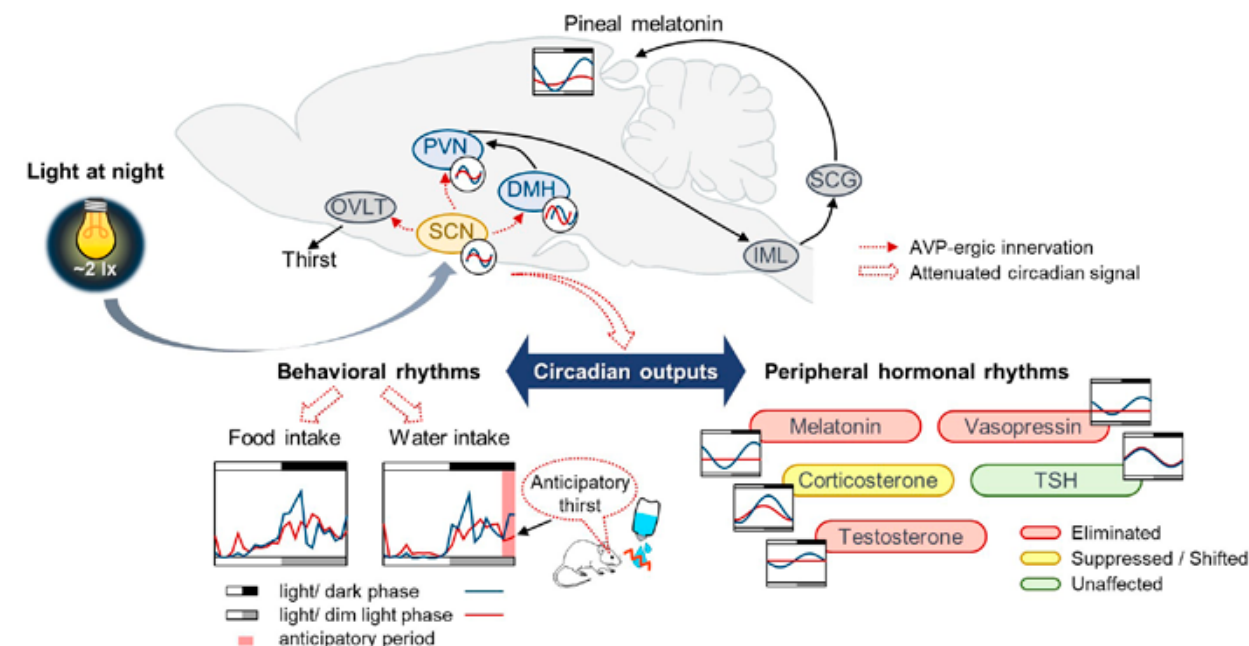 Pineal melatonin
Light at night
~2 lx
PVN
DMH
OVLT
SCN
Thirst
SCG
IML
AVP-ergic innervation
Attenuated circadian signal
Behavioral rhythms
Circadian outputs
Peripheral hormonal rhythms
Food intake
Water intake
Anticipatory
thirst
Melatonin
Vasopressin
Corticosterone
TSH
Testosterone
Eliminated
Suppressed / Shifted
Unaffected
light/ dark phase
light/ dim light phase
anticipatory period